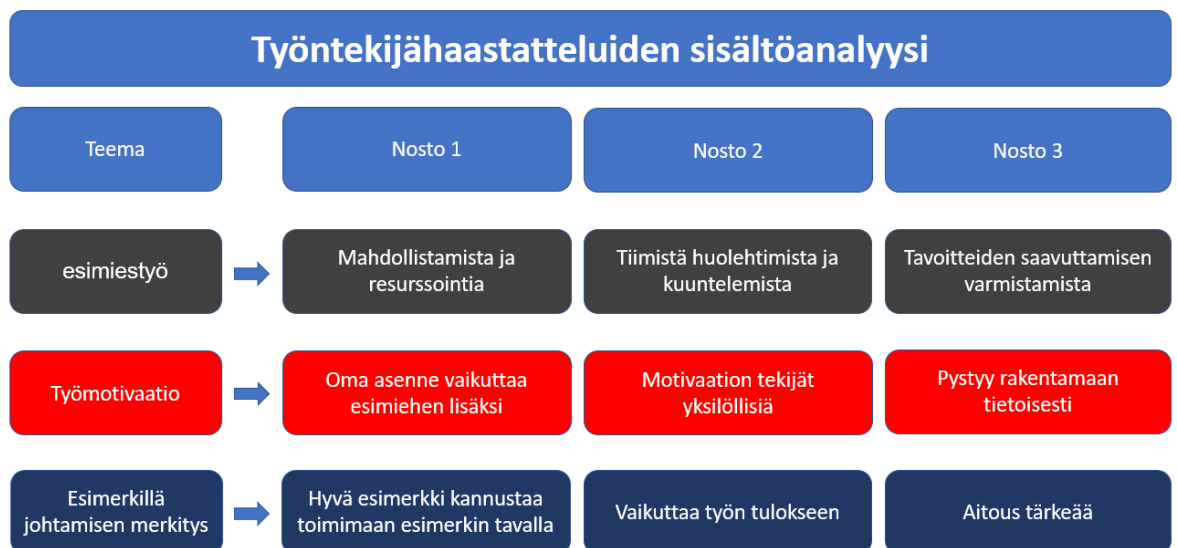 Työntekijähaastatteluiden sisältöanalyysi
Teema
Nosto 1
Nosto 2
Nosto 3
esimiestyö
Mahdollistamista ja
resurssointia
Tiimistä huolehtimista ja
kuuntelemista
Tavoitteiden saavuttamisen
varmistamista
Työmotivaatio
Oma asenne vaikuttaa
esimiehen lisäksi
Motivaation tekijät
yksilöllisiä
Pystyy rakentamaan
tietoisesti
Esimerkillä
johtamisen merkitys
Hyvä esimerkki kannustaa
toimimaan esimerkin tavalla
Vaikuttaa työn tulokseen
Aitous tärkeää